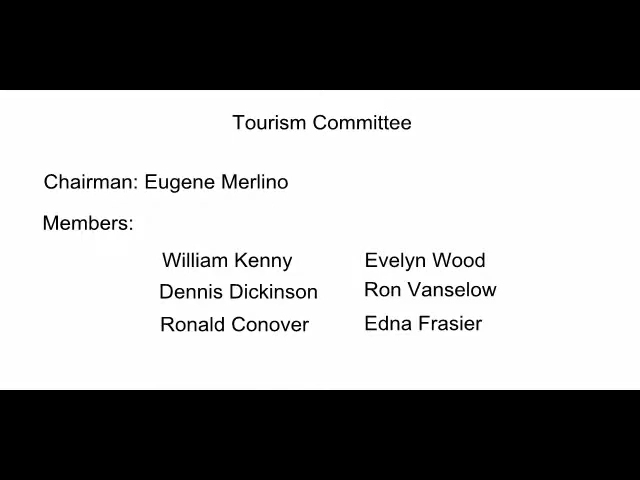 Tourism Committee
Chairman: Eugene Merlino
Members:
William Kenny Evelyn Wood
Dennis Dickinson Ron Vanselow
Ronald Conover Edna Frasier